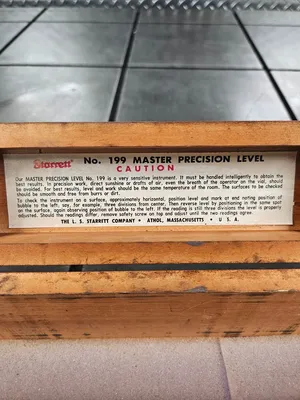 Starrett No. 199 MASTER PRECISION LEVEL
CAUTION
Our MASTER PRECISION LEVEL No. 199 is a very sensitive instrument. It must be handled intelligently to obtain the
best results. In precision work, direct sunshine or drafts of air, even the breath of the operator on the vial, should
be avoided. For best results, level and work should be the same temperature of the room. The surfaces to be checked
should be smooth and free from burrs or dirt.
To check the instrument on a surface, approximately horizontal, position level and mark at end noting position of
bubble to the left, say, for example, three divisions from center. Then reverse level by positioning in the same spot
on the surface, again observing position of bubble to the left: if the reading is still three divisions the level is properly
adjusted. Should the readings differ, remove safety screw on top and adjust until the two readings agree.
THE L. S. STARRETT COMPANY • ATHOL, MASSACHUSETTS • U. S. A.